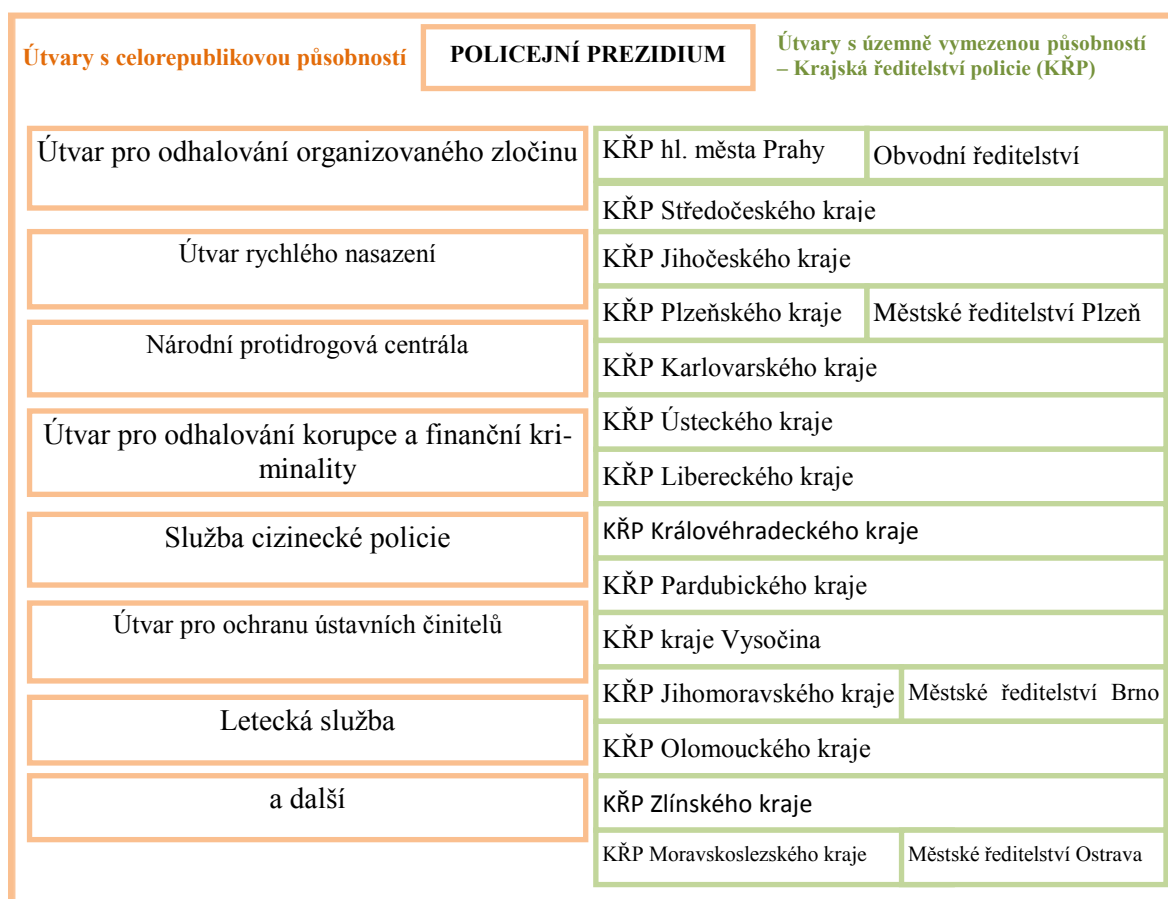 Útvary s celorepublikovou působností
POLICEJNÍ PREZIDIUM
Útvary s územně vymezenou působností
– Krajská ředitelství policie (KŘP)
Útvar pro odhalování organizovaného zločinu
Útvar rychlého nasazení
Národní protidrogová centrála
Útvar pro odhalování korupce a finanční kri-
minality
Služba cizinecké policie
Útvar pro ochranu ústavních činitelů
Letecká služba
a další
KŘP hl. města Prahy
Obvodní ředitelství
KŘP Středočeského kraje
KŘP Jihočeského kraje
KŘP Plzeňského kraje
Městské ředitelství Plzeň
KŘP Karlovarského kraje
KŘP Ústeckého kraje
KŘP Libereckého kraje
KŘP Královéhradeckého kraje
KŘP Pardubického kraje
KŘP kraje Vysočina
KŘP Jihomoravského kraje
Městské ředitelství Brno
KŘP Olomouckého kraje
KŘP Zlínského kraje
KŘP Moravskoslezského kraje
Městské ředitelství Ostrava